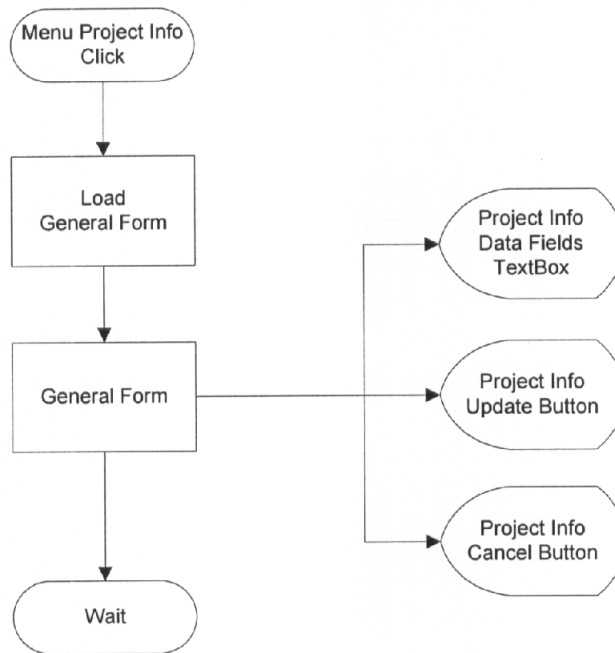 Menu Project Info
Click
Load
General Form
General Form
Project Info
Data Fields
TextBox
Project Info
Update Button
Project Info
Cancel Button
Wait